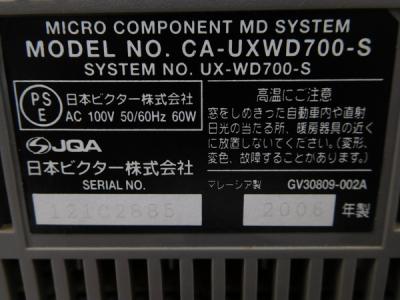 MICRO COMPONENT MD SYSTEM
MODEL NO. CA-UXWD700-S
SYSTEM NO. UX-WD700-S
PS
E
日本ビクター株式会社
AC 100V 50/60Hz 60W
JQA
日本ビクター株式会社
SERIAL NO.
121C2885
高温にご注意
窓をしめきった自動車内や直射
日光の当たる所、暖房器具の近く
に放置しないでください。(変形、
変色、故障することがあります。)
マレーシア製 GV30809-002A
2006 年製